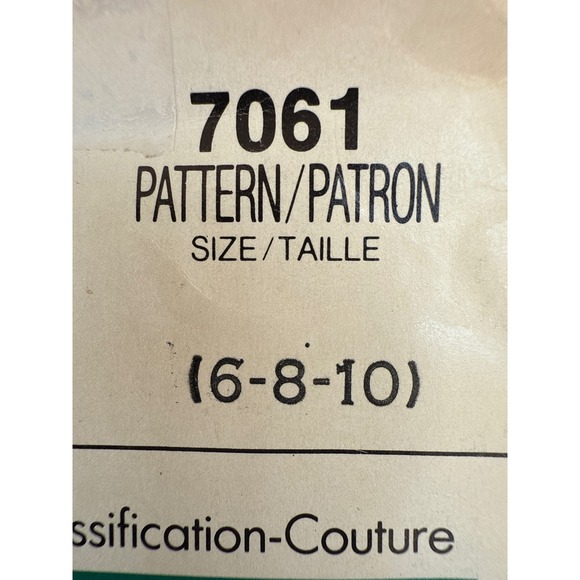 7061
PATTERN/PATRON
SIZE/TAILLE
(6-8-10)
ssification-Couture